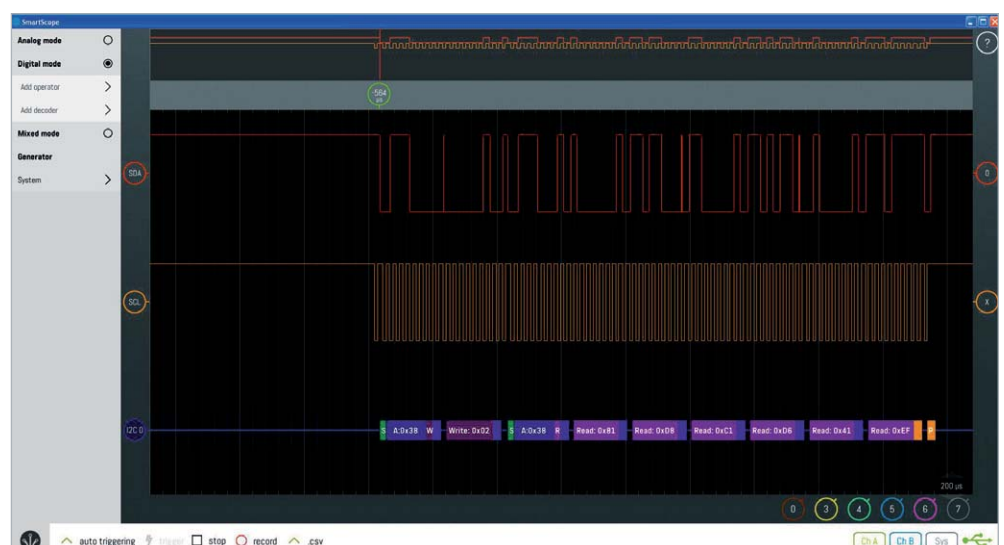 SmartScope
Analog mode
Digital mode
Add operator
Add decoder
Mixed mode
Generator
System
?
-564
µs
SDA
0
SCL
X
I2C 0
S A:0x38 W Write: 0x02 S A:0x38 R Read: 0x81 Read: 0xD8 Read: 0xC1 Read: 0xD6 Read: 0x41 Read: 0xEF P
200 µs
0 3 4 5 6 7
auto triggering trigger stop record .csv Ch A Ch B Sys